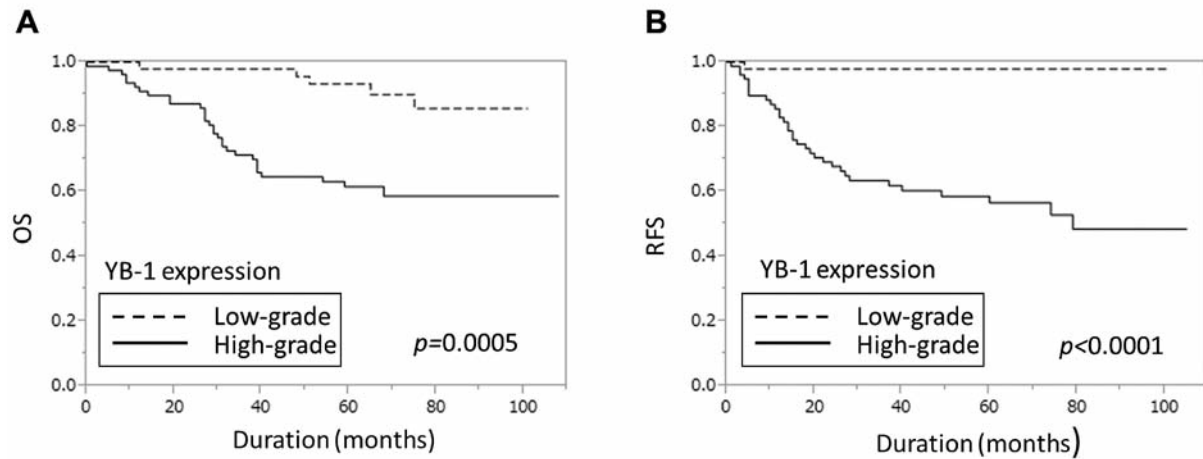 A
1.0
0.8
0.6
0.4
0.2
0.0
OS
YB-1 expression
Low-grade
High-grade
p=0.0005
0 20 40 60 80 100
Duration (months)
B
1.0
0.8
0.6
0.4
0.2
0.0
RFS
YB-1 expression
Low-grade
High-grade
p<0.0001
0 20 40 60 80 100
Duration (months)